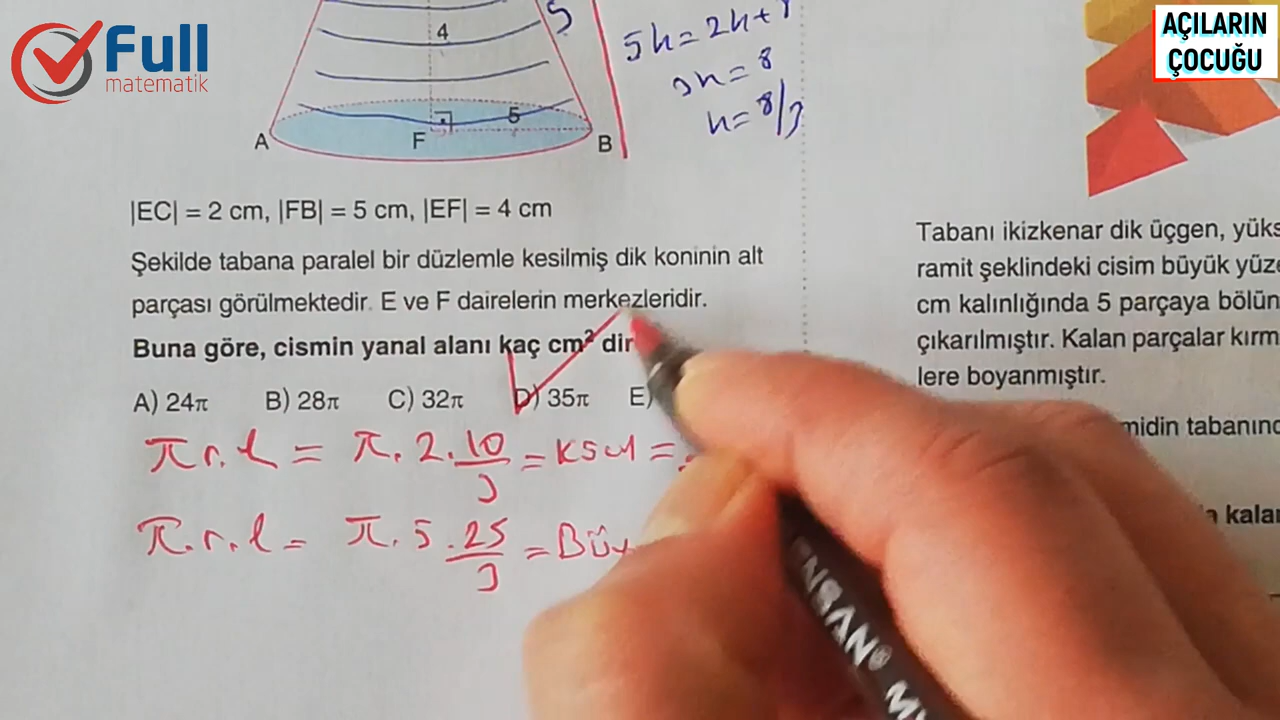 Full
matematik
AÇILARIN
ÇOCUĞU
4
5
5h = 2h + 
3h = 8
h = 8/3
5
A
F
B
|EC| = 2 cm, |FB| = 5 cm, |EF| = 4 cm
Şekilde tabana paralel bir düzlemle kesilmiş dik koninin alt
parçası görülmektedir. E ve F dairelerin merkezleridir.
Buna göre, cismin yanal alanı kaç cm² dir
A) 24π B) 28π C) 32π D) 35π E)
π r. l = π. 2. 10/3 =
π. r. l = π. 5. 25/3 =
Tabanı ikizkenar dik üçgen, yüks
ramit şeklindeki cisim büyük yüze
cm kalınlığında 5 parçaya bölün
çıkarılmıştır. Kalan parçalar kırm
lere boyanmıştır.
midin tabanınd
kalan